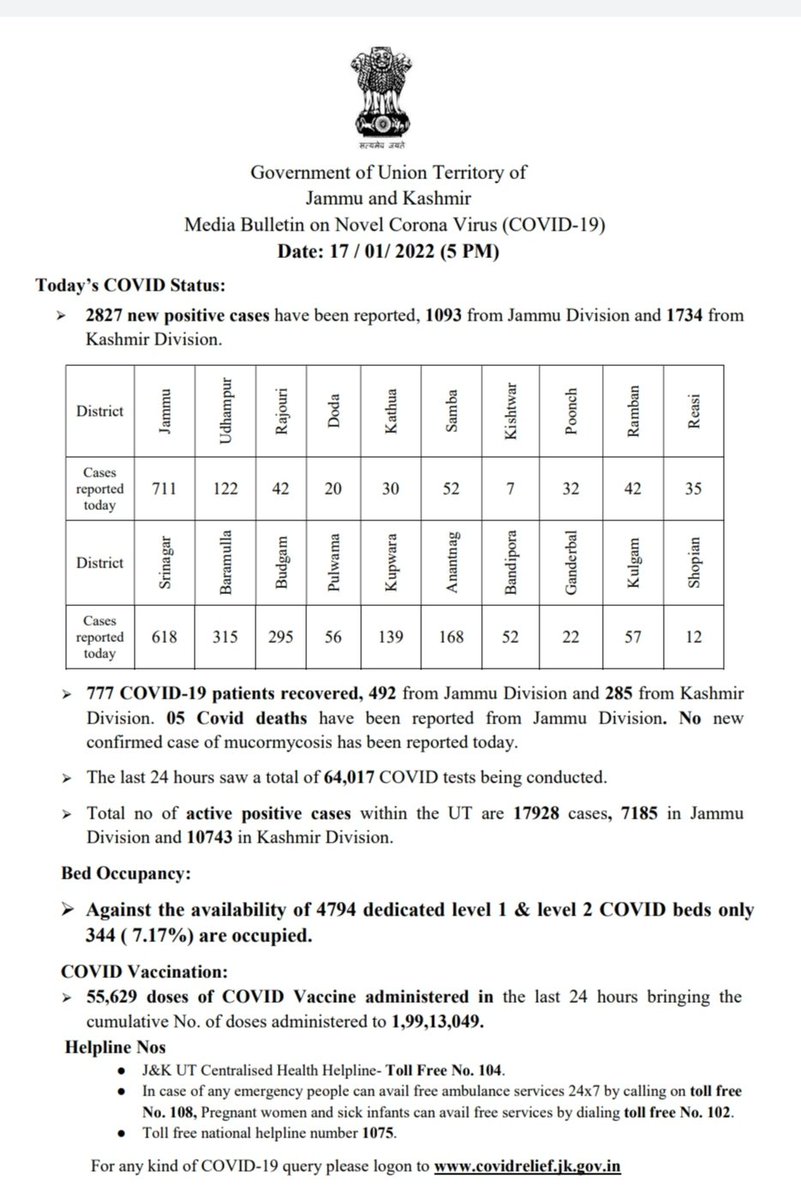 सत्यमेव जयते
Government of Union Territory of
Jammu and Kashmir
Media Bulletin on Novel Corona Virus (COVID-19)
Date: 17 / 01/ 2022 (5 PM)
Today’s COVID Status:
➢ 2827 new positive cases have been reported, 1093 from Jammu Division and 1734 from
Kashmir Division.
District Jammu Udhampur Rajouri Doda Kathua Samba Kishtwar Poonch Ramban Reasi
Cases
reported
today
711 122 42 20 30 52 7 32 42 35
District Srinagar Baramulla Budgam Pulwama Kupwara Anantnag Bandipora Ganderbal Kulgam Shopian
Cases
reported
today
618 315 295 56 139 168 52 22 57 12
➢ 777 COVID-19 patients recovered, 492 from Jammu Division and 285 from Kashmir
Division. 05 Covid deaths have been reported from Jammu Division. No new
confirmed case of mucormycosis has been reported today.
➢ The last 24 hours saw a total of 64,017 COVID tests being conducted.
➢ Total no of active positive cases within the UT are 17928 cases, 7185 in Jammu
Division and 10743 in Kashmir Division.
Bed Occupancy:
➢ Against the availability of 4794 dedicated level 1 & level 2 COVID beds only
344 ( 7.17%) are occupied.
COVID Vaccination:
➢ 55,629 doses of COVID Vaccine administered in the last 24 hours bringing the
cumulative No. of doses administered to 1,99,13,049.
Helpline Nos
● J&K UT Centralised Health Helpline- Toll Free No. 104.
● In case of any emergency people can avail free ambulance services 24x7 by calling on toll free
No. 108, Pregnant women and sick infants can avail free services by dialing toll free No. 102.
● Toll free national helpline number 1075.
For any kind of COVID-19 query please logon to www.covidrelief.jk.gov.in